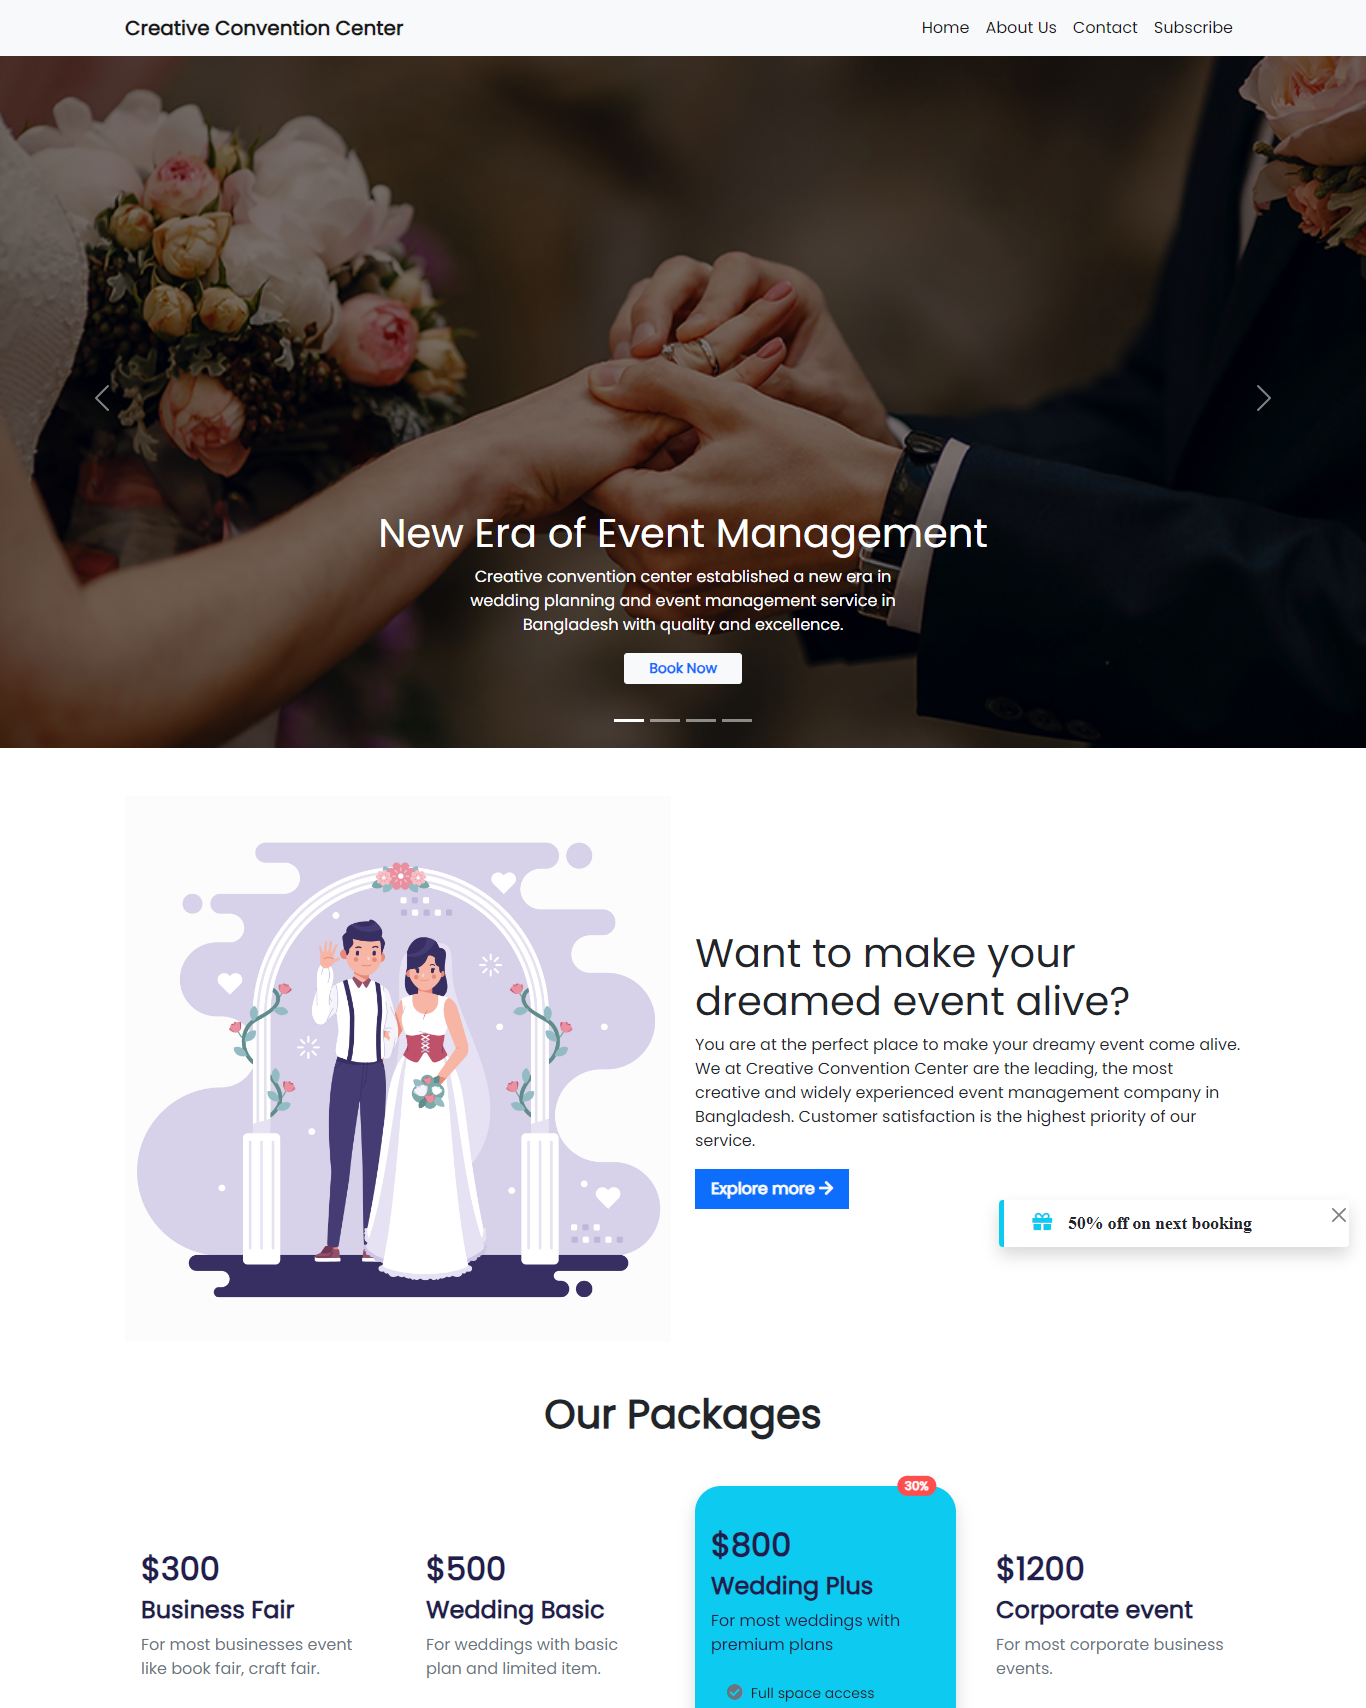 Creative Convention Center
Home About Us Contact Subscribe
New Era of Event Management
Creative convention center established a new era in
wedding planning and event management service in
Bangladesh with quality and excellence.
Book Now
Want to make your
dreamed event alive?
You are at the perfect place to make your dreamy event come alive.
We at Creative Convention Center are the leading, the most
creative and widely experienced event management company in
Bangladesh. Customer satisfaction is the highest priority of our
service.
Explore more
50% off on next booking
Our Packages
$300
Business Fair
For most businesses event
like book fair, craft fair.
$500
Wedding Basic
For weddings with basic
plan and limited item.
30%
$800
Wedding Plus
For most weddings with
premium plans
Full space access
$1200
Corporate event
For most corporate business
events.